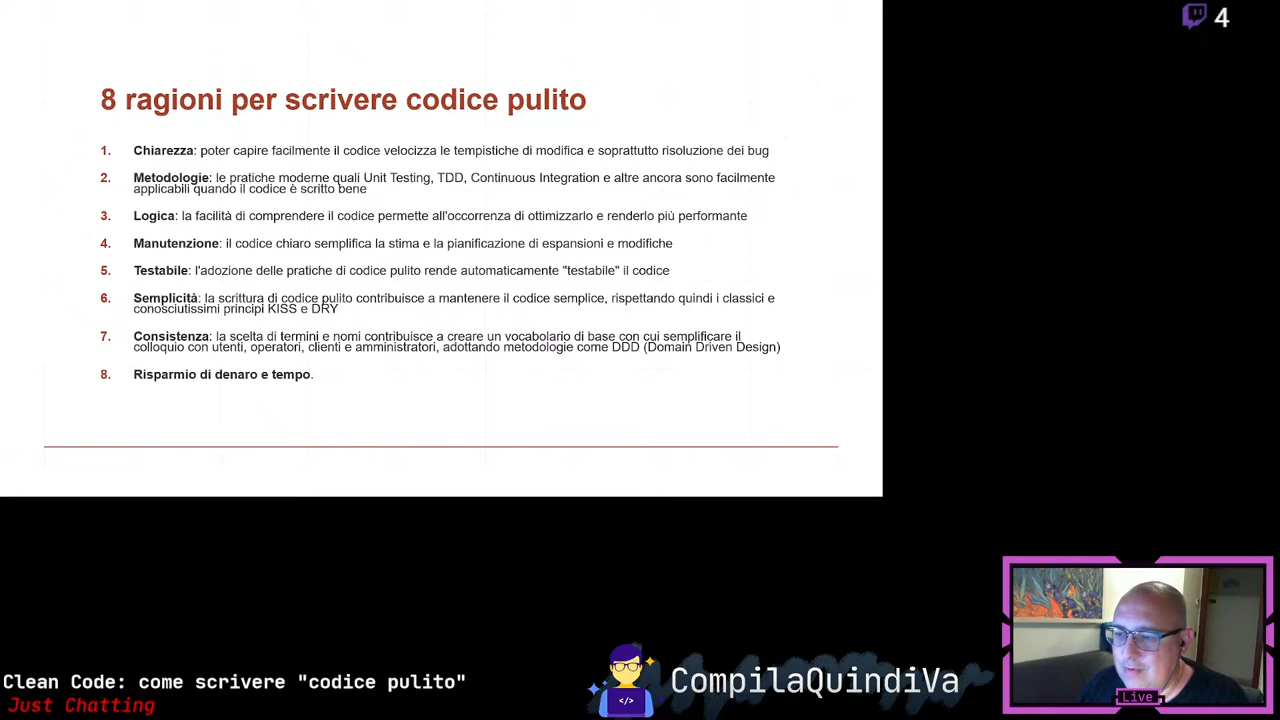 4
8 ragioni per scrivere codice pulito
1. Chiarezza: poter capire facilmente il codice velocizza le tempistiche di modifica e soprattutto risoluzione dei bug
2. Metodologie: le pratiche moderne quali Unit Testing, TDD, Continuous Integration e altre ancora sono facilmente
applicabili quando il codice è scritto bene
3. Logica: la facilità di comprendere il codice permette all'occorrenza di ottimizzarlo e renderlo più performante
4. Manutenzione: il codice chiaro semplifica la stima e la pianificazione di espansioni e modifiche
5. Testabile: l'adozione delle pratiche di codice pulito rende automaticamente "testabile" il codice
6. Semplicità: la scrittura di codice pulito contribuisce a mantenere il codice semplice, rispettando quindi i classici e
conosciutissimi principi KISS e DRY
7. Consistenza: la scelta di termini e nomi contribuisce a creare un vocabolario di base con cui semplificare il
colloquio con utenti, operatori, clienti e amministratori, adottando metodologie come DDD (Domain Driven Design)
8. Risparmio di denaro e tempo.
Clean Code: come scrivere "codice pulito"
Just Chatting
</>
CompilaQuindiVa
Live